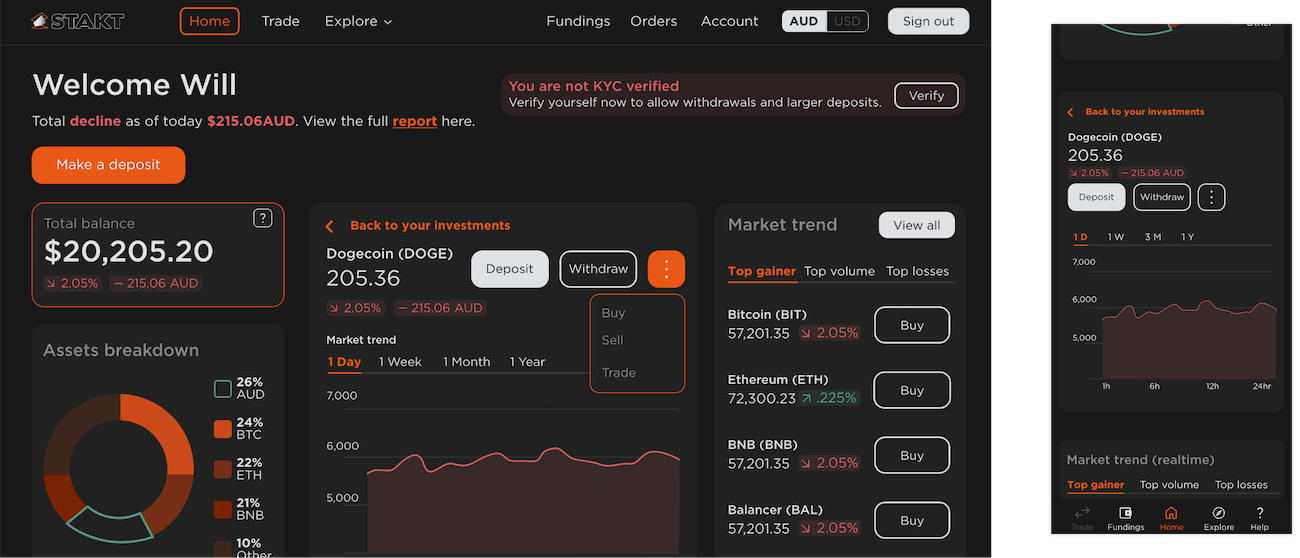 STAKT
Home Trade Explore Fundings Orders Account AUD USD Sign out
Welcome Will
Total decline as of today $215.06AUD. View the full report here.
You are not KYC verified
Verify yourself now to allow withdrawals and larger deposits.
Verify
Make a deposit
Total balance
?
$20,205.20
2.05% — 215.06 AUD
Assets breakdown
26%
AUD
24%
BTC
22%
ETH
21%
BNB
10%
Other
Back to your investments
Dogecoin (DOGE)
205.36
2.05% — 215.06 AUD
Deposit
Withdraw
Buy
Sell
Trade
Market trend
1 Day 1 Week 1 Month 1 Year
7,000
6,000
5,000
Market trend
View all
Top gainer Top volume Top losses
Bitcoin (BIT)
57,201.35 2.05%
Buy
Ethereum (ETH)
72,300.23 .225%
Buy
BNB (BNB)
57,201.35 2.05%
Buy
Balancer (BAL)
57,201.35 2.05%
Buy
Other
Back to your investments
Dogecoin (DOGE)
205.36
2.05% — 215.06 AUD
Deposit
Withdraw
1 D 1 W 3 M 1 Y
7,000
6,000
5,000
1h 6h 12h 24hr
Market trend (realtime)
Top gainer Top volume Top losses
Trade Fundings Home Explore Help